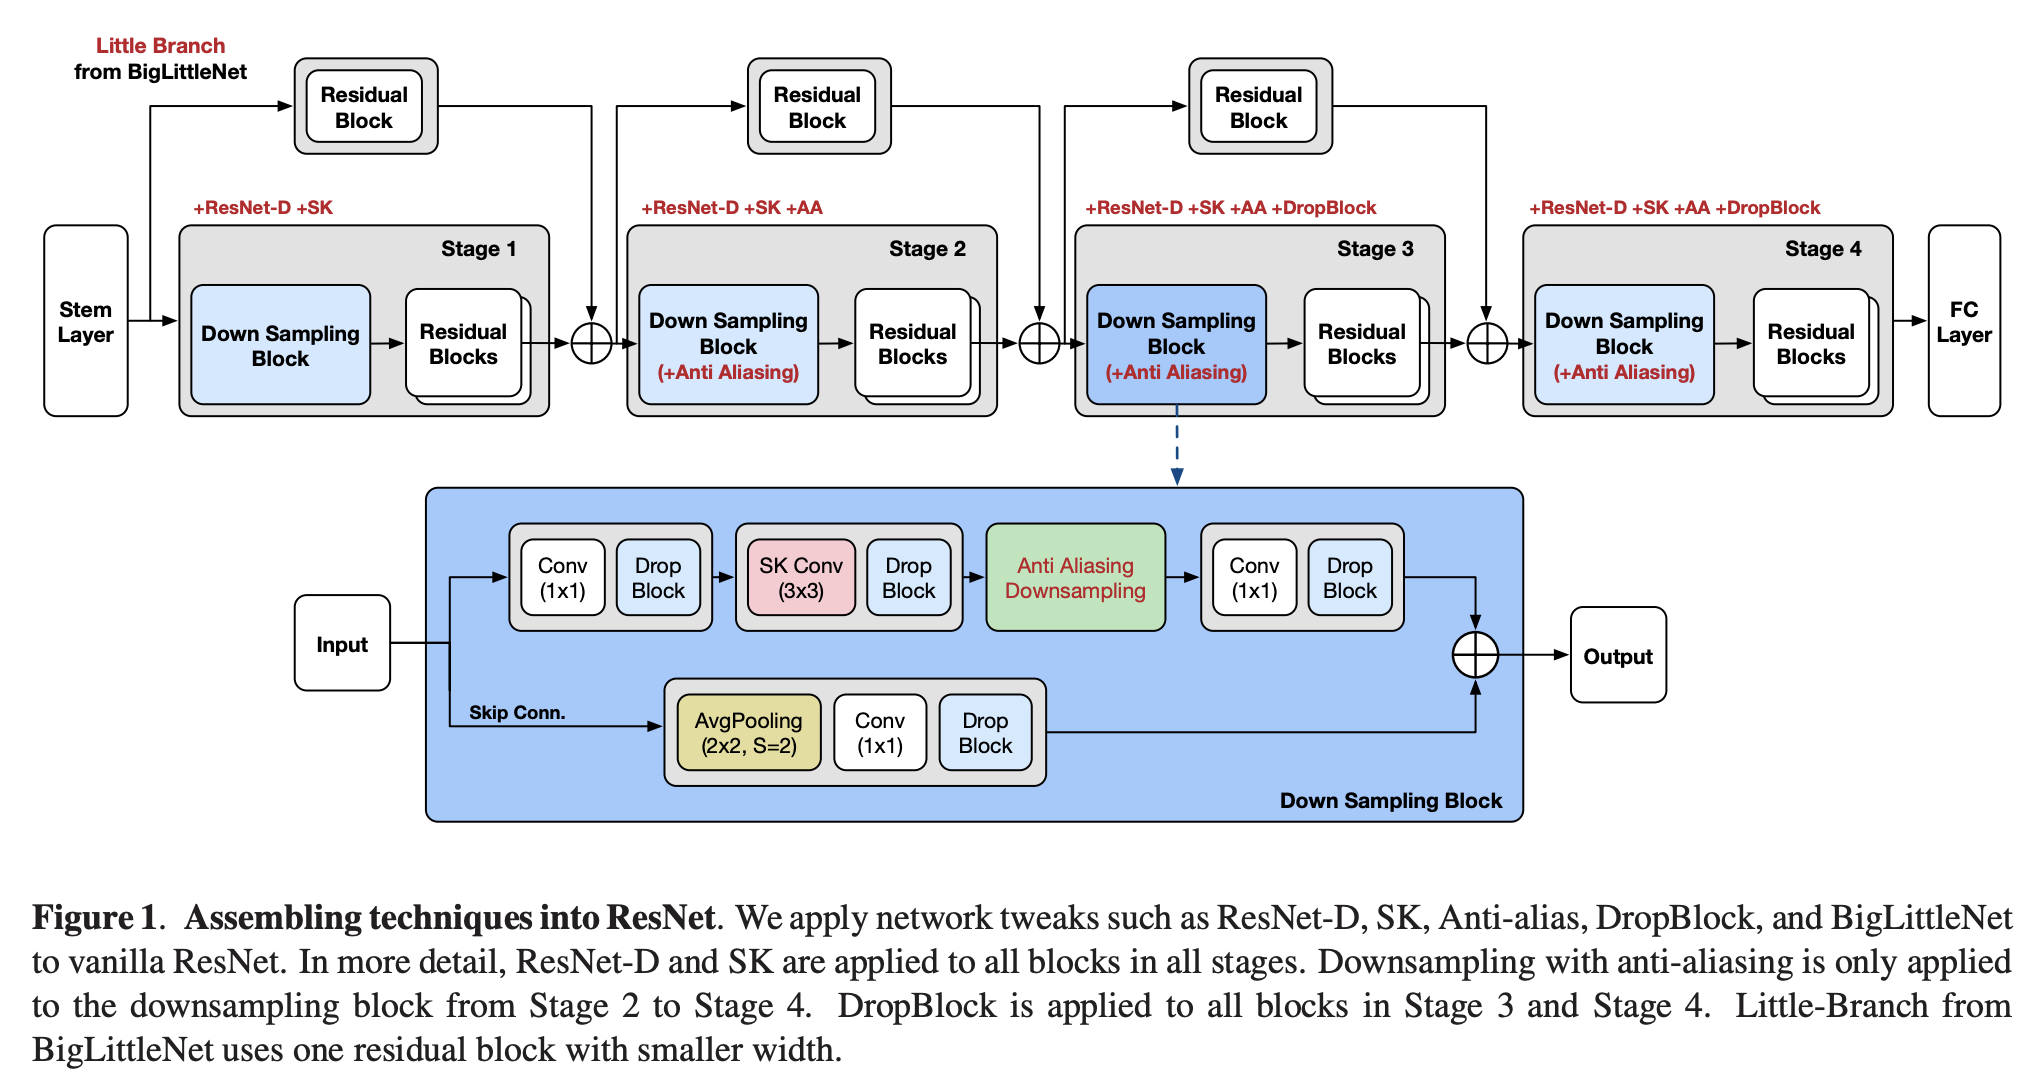 Little Branch
from BigLittleNet
Residual
Block
Residual
Block
Residual
Block
+ResNet-D +SK
+ResNet-D +SK +AA
+ResNet-D +SK +AA +DropBlock
+ResNet-D +SK +AA +DropBlock
Stem
Layer
Stage 1
Down Sampling
Block
Residual
Blocks
Stage 2
Down Sampling
Block
(+Anti Aliasing)
Residual
Blocks
Stage 3
Down Sampling
Block
(+Anti Aliasing)
Residual
Blocks
Stage 4
Down Sampling
Block
(+Anti Aliasing)
Residual
Blocks
FC
Layer
Input
Conv
(1x1)
Drop
Block
SK Conv
(3x3)
Drop
Block
Anti Aliasing
Downsampling
Conv
(1x1)
Drop
Block
Skip Conn.
AvgPooling
(2x2, S=2)
Conv
(1x1)
Drop
Block
Output
Down Sampling Block
Figure 1. Assembling techniques into ResNet. We apply network tweaks such as ResNet-D, SK, Anti-alias, DropBlock, and BigLittleNet
to vanilla ResNet. In more detail, ResNet-D and SK are applied to all blocks in all stages. Downsampling with anti-aliasing is only applied
to the downsampling block from Stage 2 to Stage 4. DropBlock is applied to all blocks in Stage 3 and Stage 4. Little-Branch from
BigLittleNet uses one residual block with smaller width.